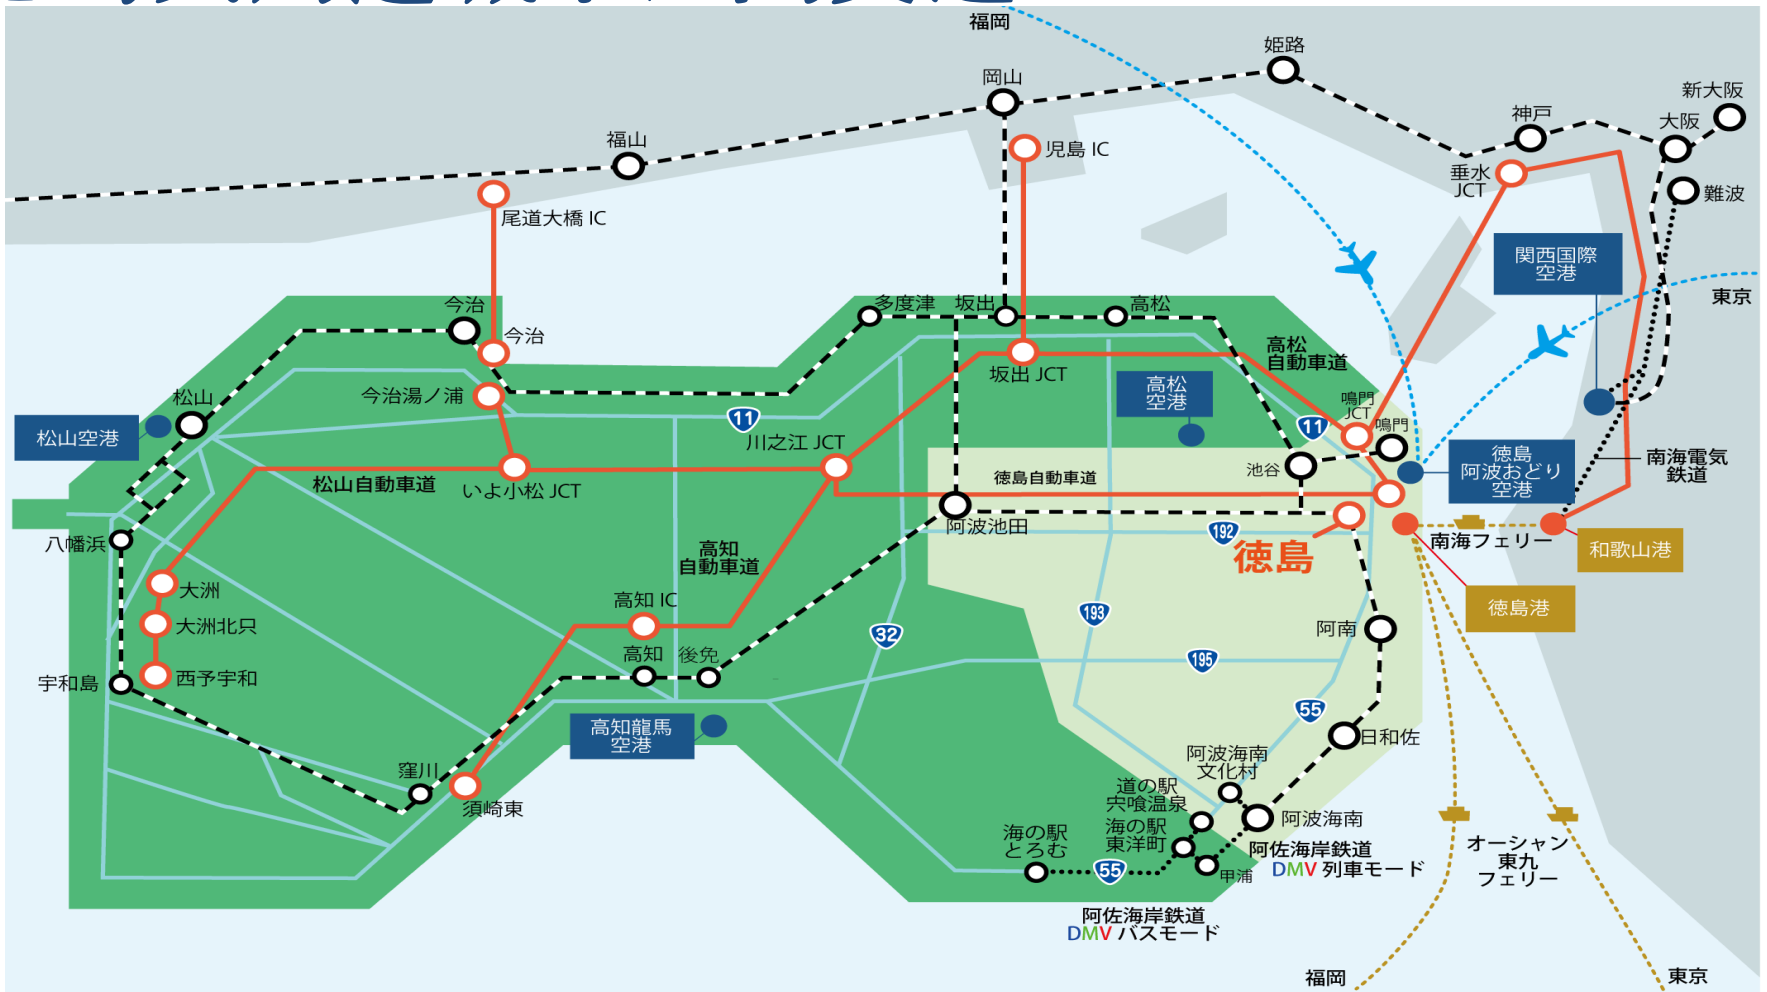 福岡
姫路
岡山
新大阪
神戸
大阪
福山
児島 IC
垂水
JCT
難波
尾道大橋 IC
関西国際
空港
東京
今治
多度津
坂出
高松
今治
高松
自動車道
坂出 JCT
高松
空港
松山
今治湯ノ浦
鳴門
JCT
11
11
鳴門
松山空港
川之江 JCT
徳島
阿波おどり
空港
南海電気
鉄道
池谷
松山自動車道
いよ小松 JCT
徳島自動車道
阿波池田
192
南海フェリー
八幡浜
高知
自動車道
徳島
和歌山港
大洲
高知 IC
193
徳島港
大洲北只
32
阿南
高知
後免
195
西予宇和
宇和島
55
高知龍馬
空港
日和佐
阿波海南
文化村
窪川
道の駅
宍喰温泉
須崎東
阿波海南
海の駅
とろむ
海の駅
東洋町
オーシャン
東九
フェリー
阿佐海岸鉄道
DMV 列車モード
55
甲浦
阿佐海岸鉄道
DMV バスモード
福岡
東京